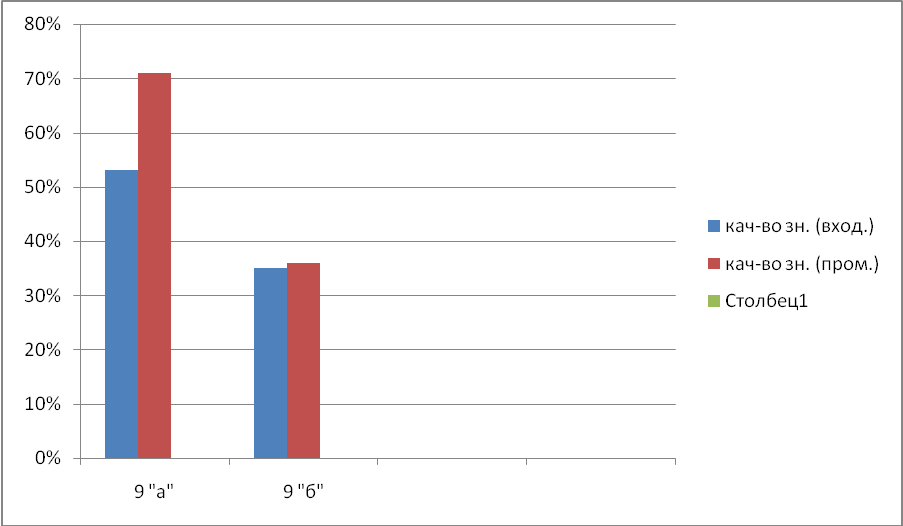 80%
70%
60%
50%
40%
30%
20%
10%
0%
9 "а"
9 "б"
кач-во зн. (вход.)
кач-во зн. (пром.)
Столбец1